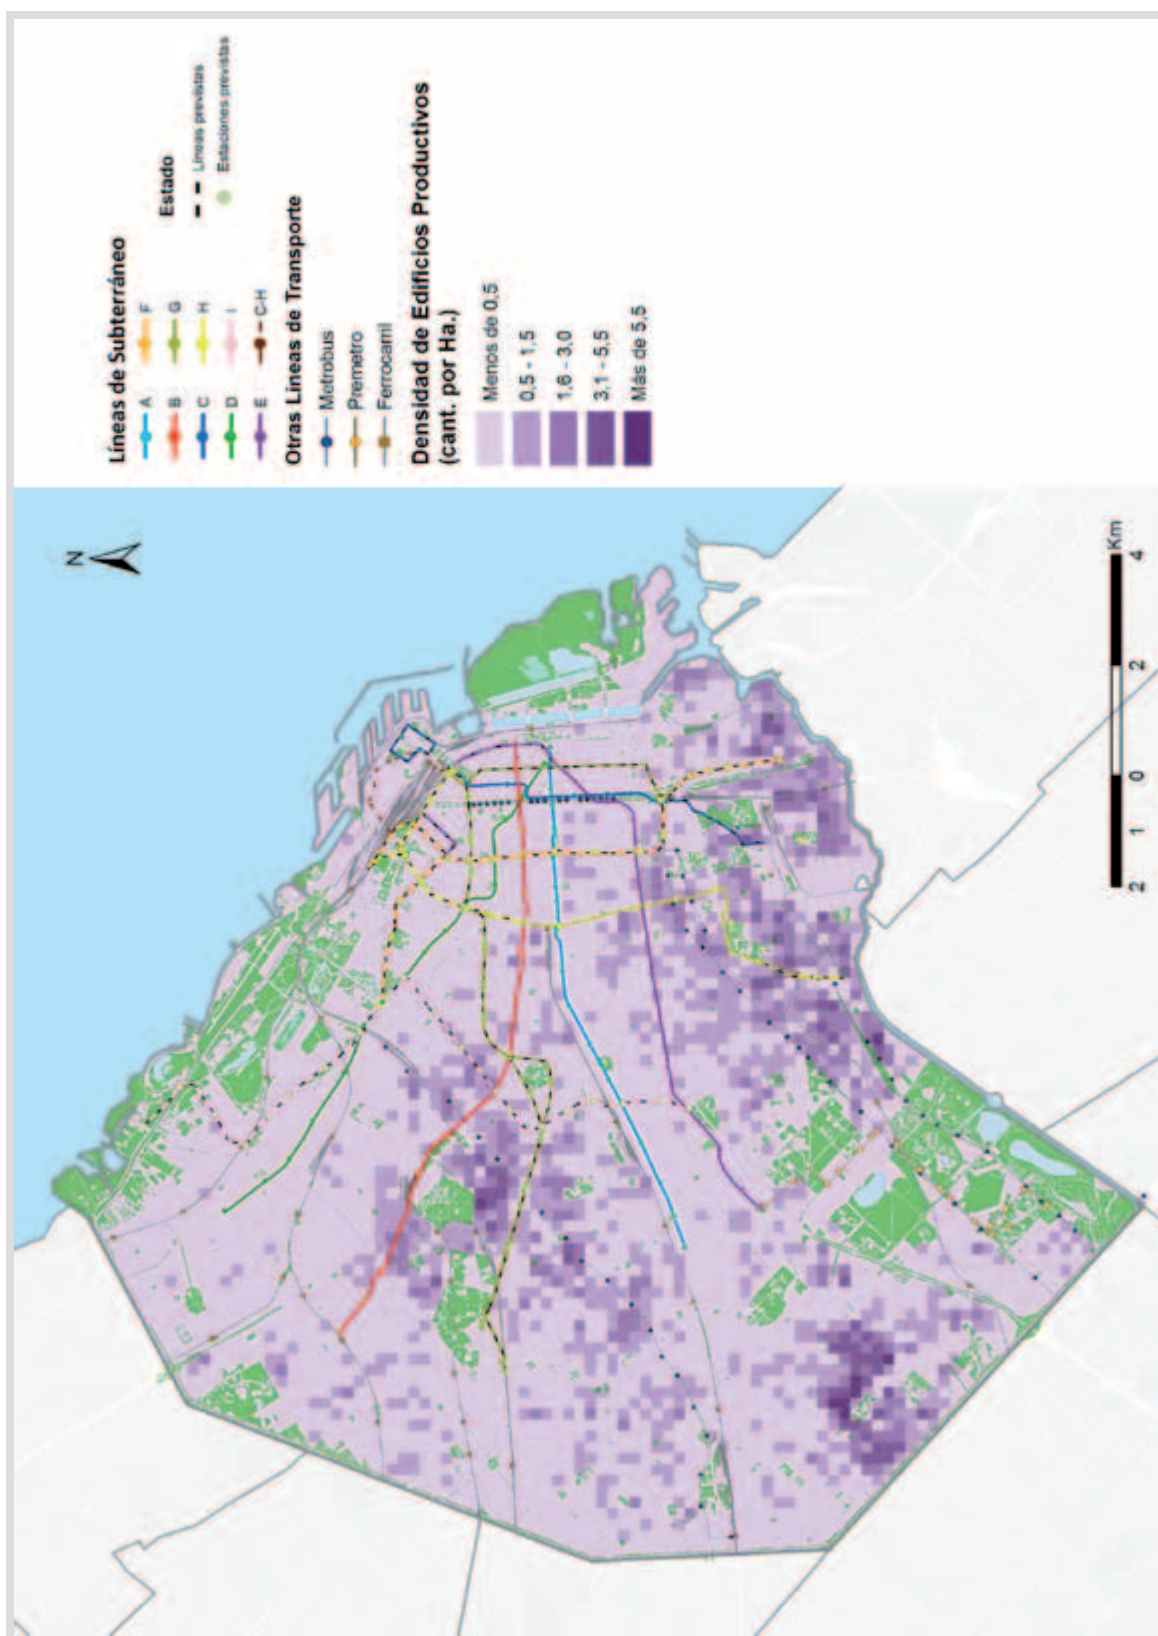 N
Líneas de Subterráneo
A
B
C
D
E
F
G
H
I
C-H
Estado
Líneas previstas
Estaciones previstas
Otras Lineas de Transporte
Metrobus
Premetro
Ferrocarril
Densidad de Edificios Productivos
(cant. por Ha.)
Menos de 0,5
0,5 - 1,5
1,6 - 3,0
3,1 - 5,5
Más de 5,5
2 1 0 2 4
Km